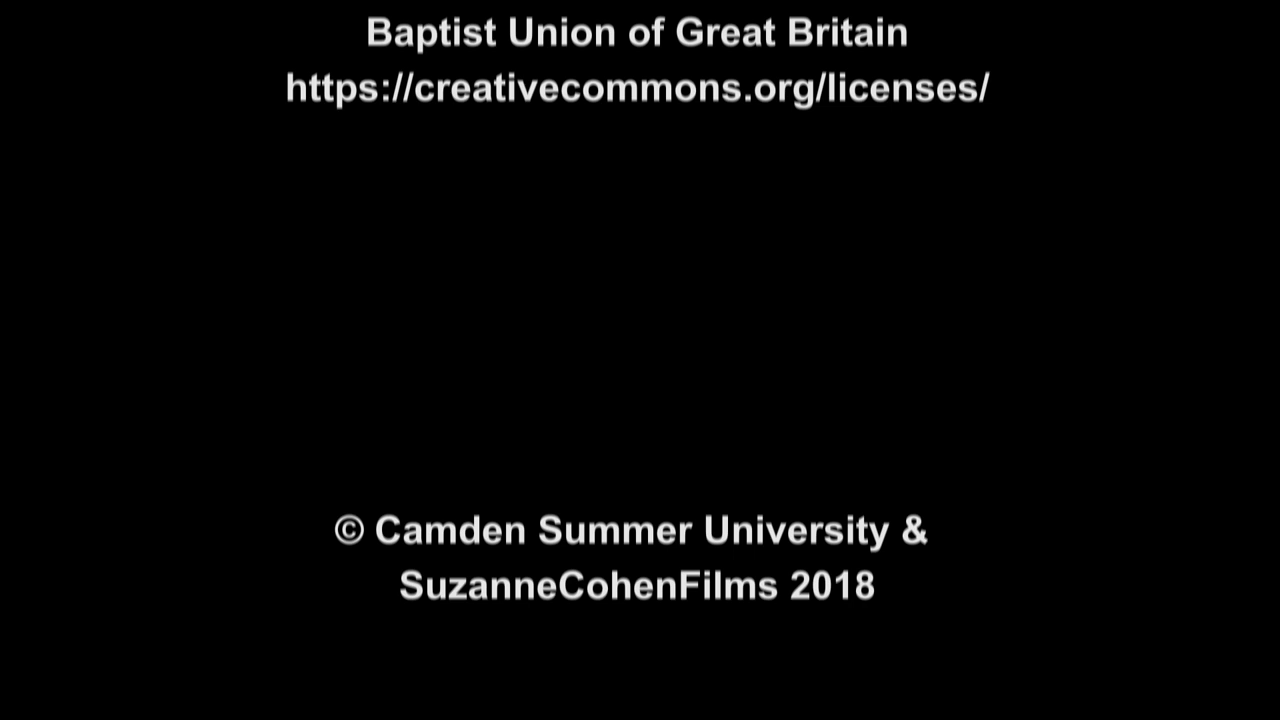 Baptist Union of Great Britain
https://creativecommons.org/licenses/
© Camden Summer University &
SuzanneCohenFilms 2018